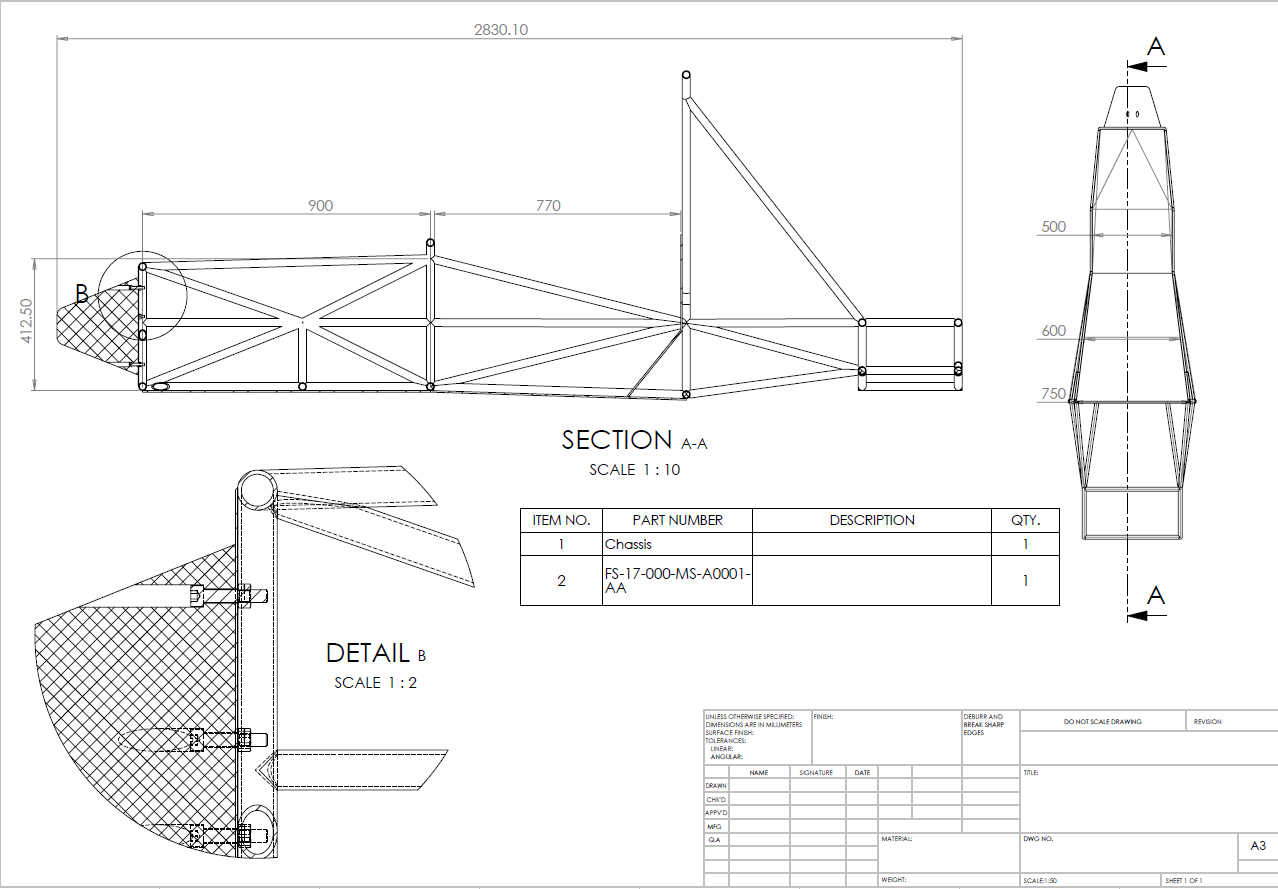 2830.10
A
900
770
500
B
412.50
600
750
SECTION A-A
SCALE 1 : 10
ITEM NO.
PART NUMBER
DESCRIPTION
QTY.
1
Chassis
1
2
FS-17-000-MS-A0001-
AA
1
A
DETAIL B
SCALE 1 : 2
UNLESS OTHERWISE SPECIFIED:
DIMENSIONS ARE IN MILLIMETERS
SURFACE FINISH:
TOLERANCES:
LINEAR:
ANGULAR:
FINISH:
DEBURR AND
BREAK SHARP
EDGES
DO NOT SCALE DRAWING
REVISION
NAME
SIGNATURE
DATE
TITLE:
DRAWN
CHK'D
APPV'D
MFG
Q.A
MATERIAL:
DWG NO.
A3
WEIGHT:
SCALE:1:50
SHEET 1 OF 1